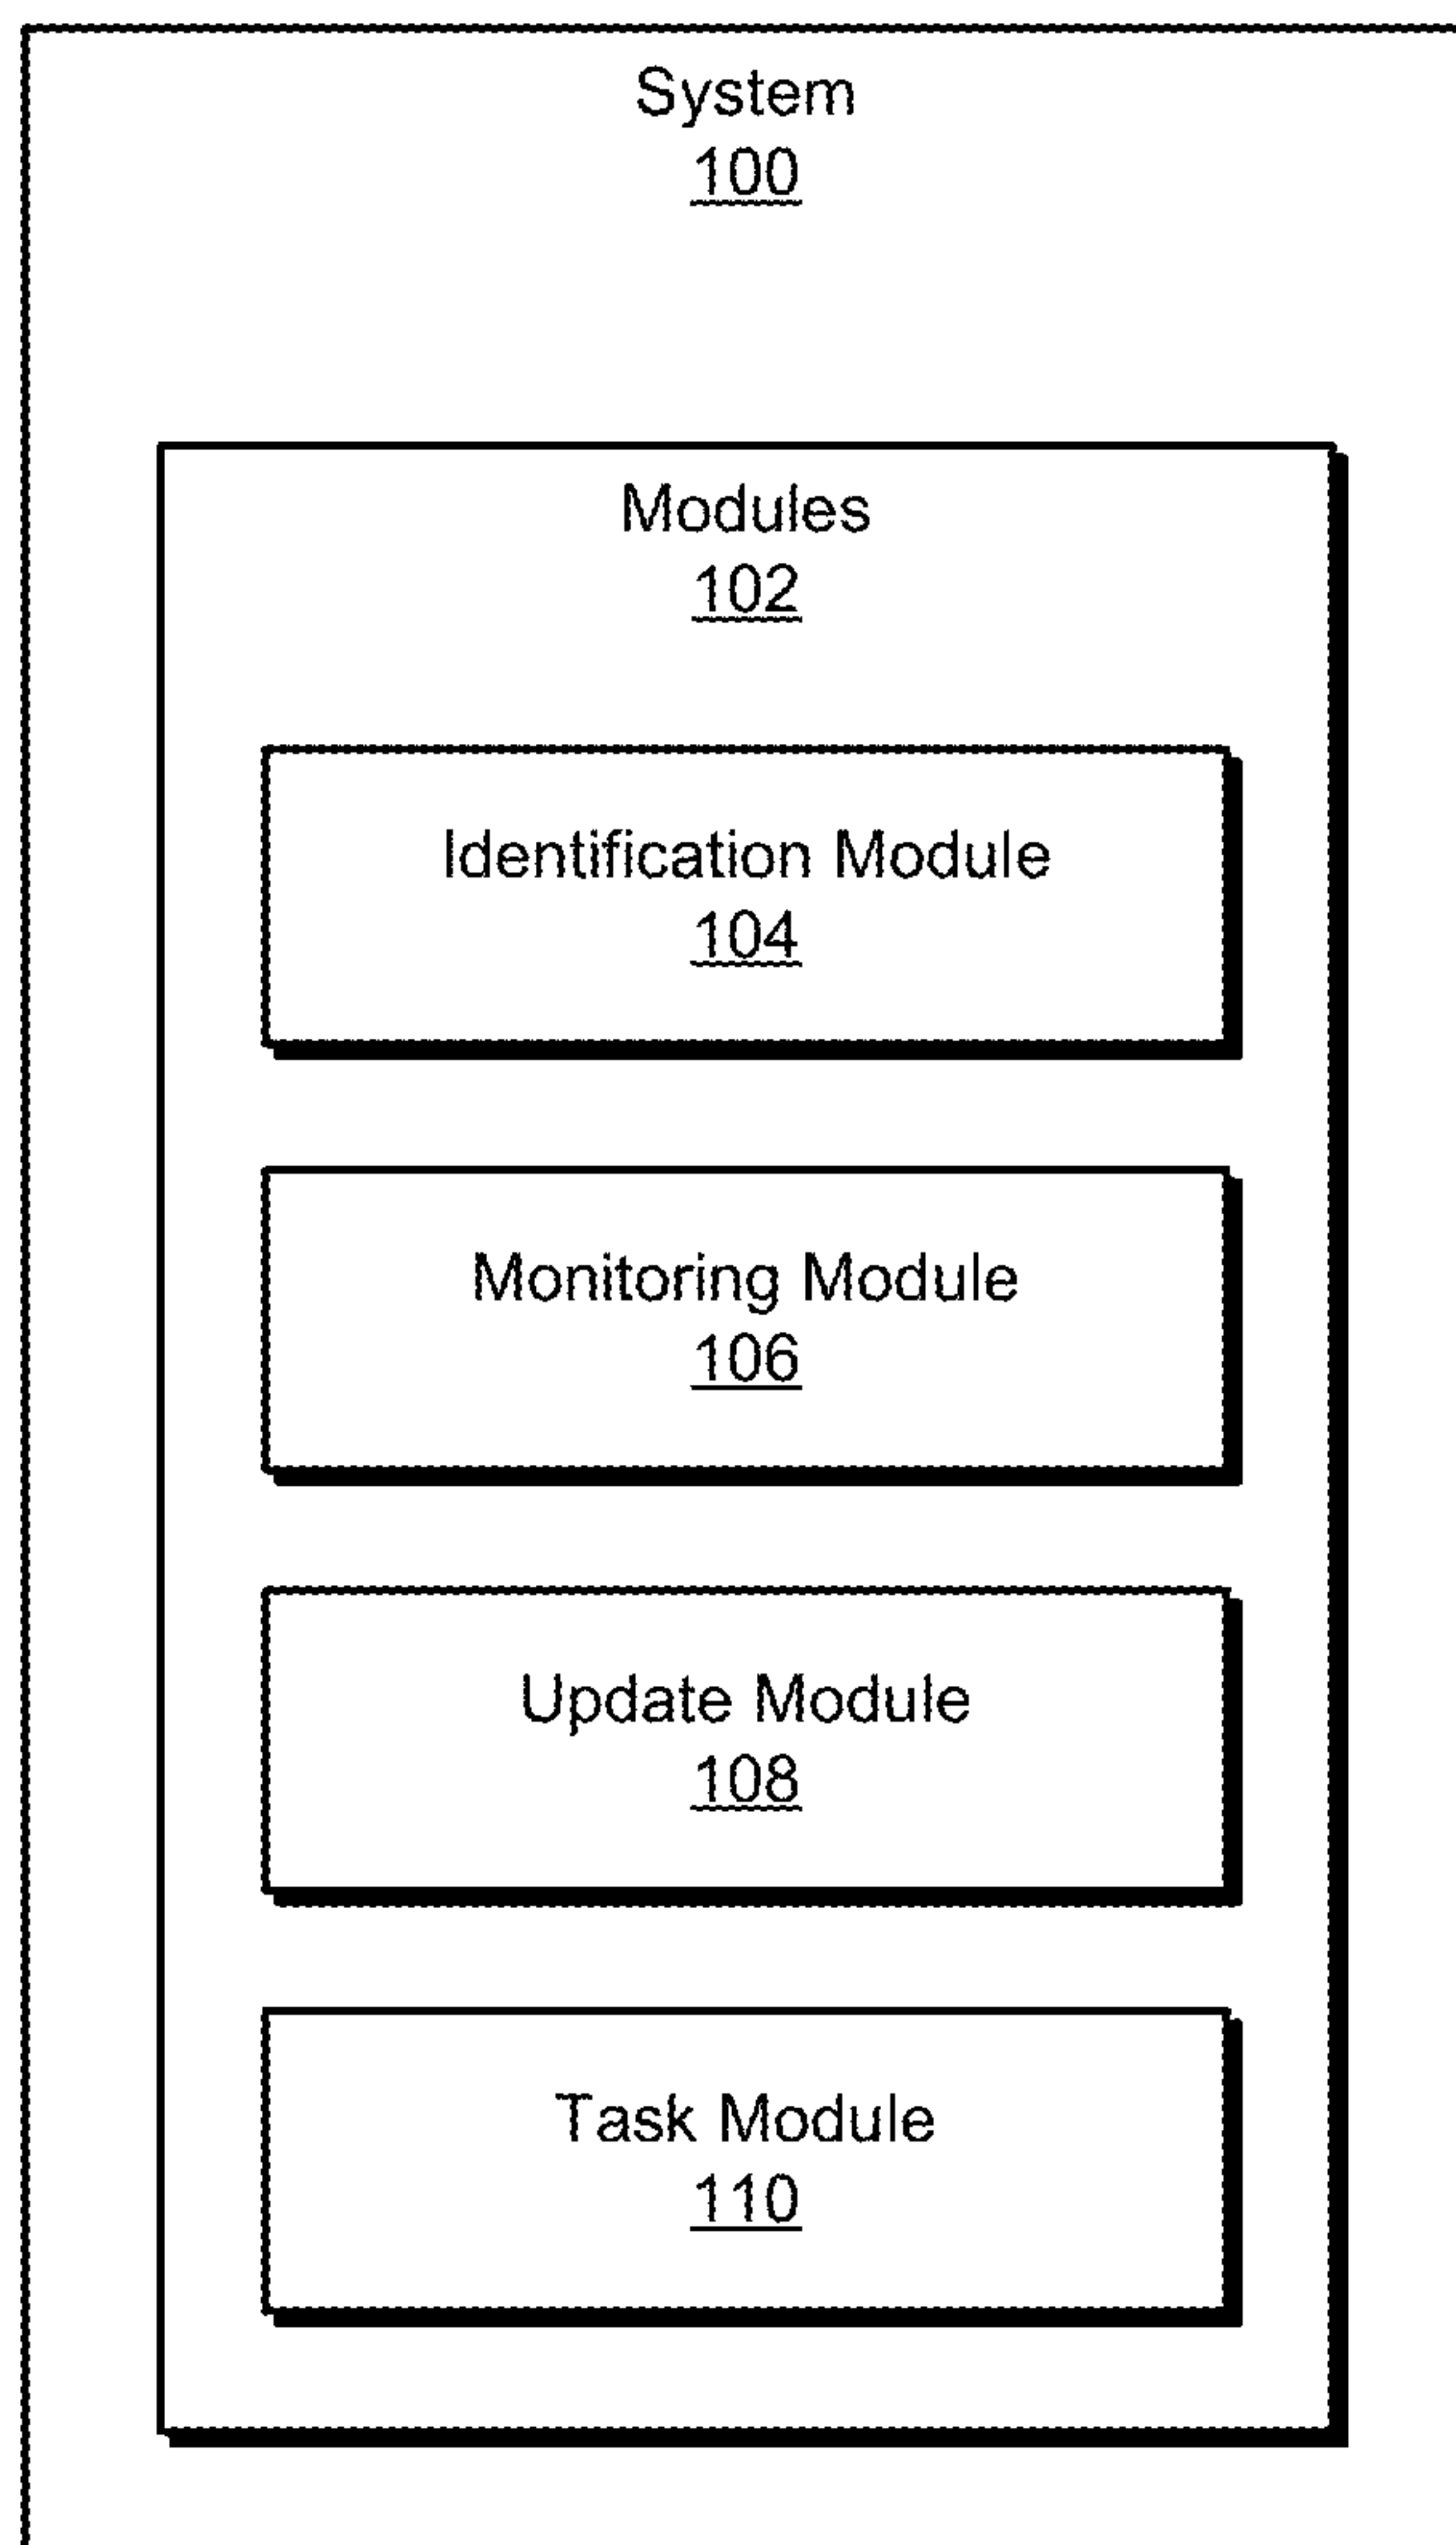 System
100
Modules
102
Identification Module
104
Monitoring Module
106
Update Module
108
Task Module
110